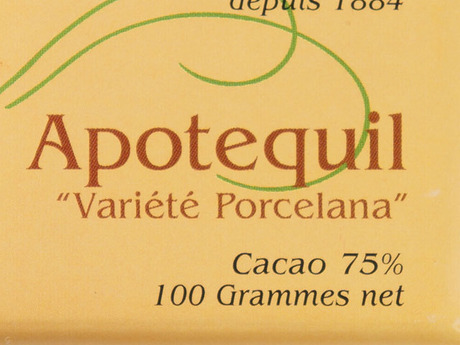 depuis 1884
Apotequil
“Variété Porcelana”
Cacao 75%
100 Grammes net